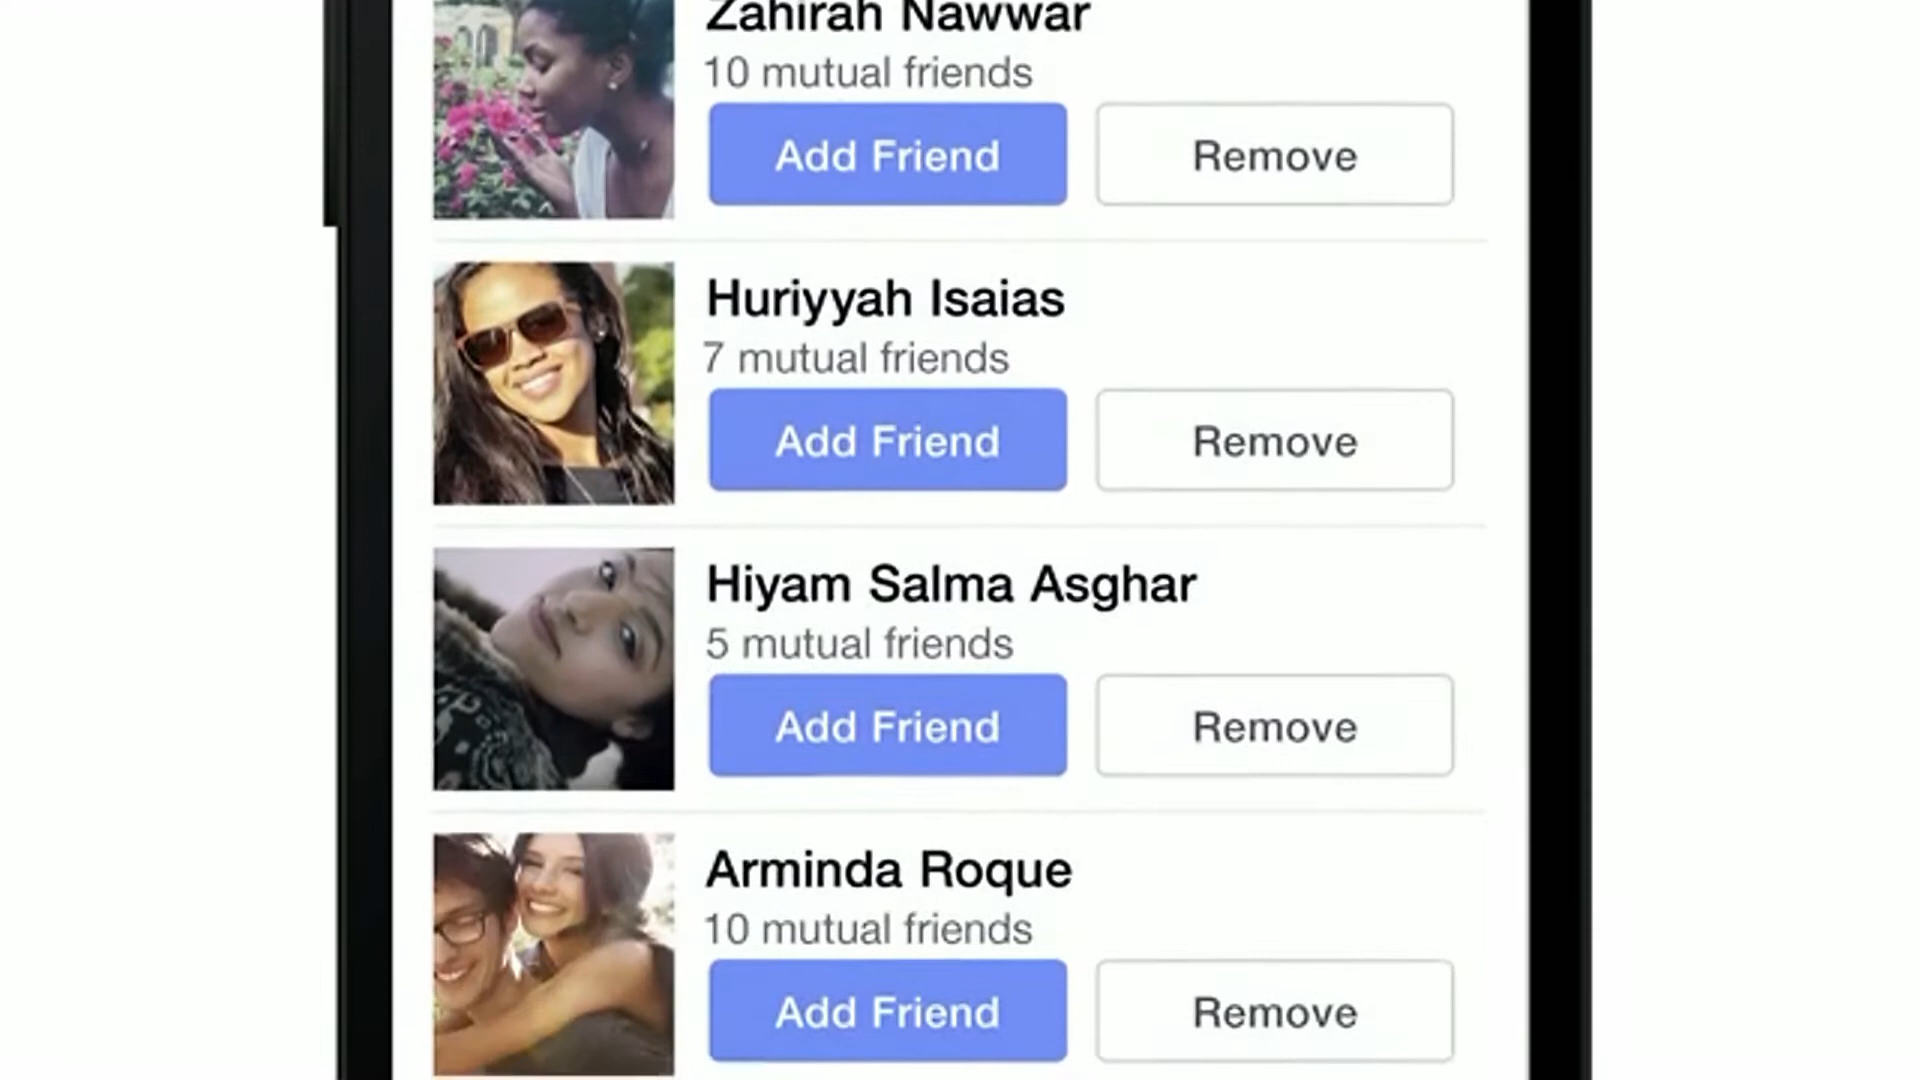 Zahirah Nawwar
10 mutual friends
Add Friend Remove
Huriyyah Isaias
7 mutual friends
Add Friend Remove
Hiyam Salma Asghar
5 mutual friends
Add Friend Remove
Arminda Roque
10 mutual friends
Add Friend Remove